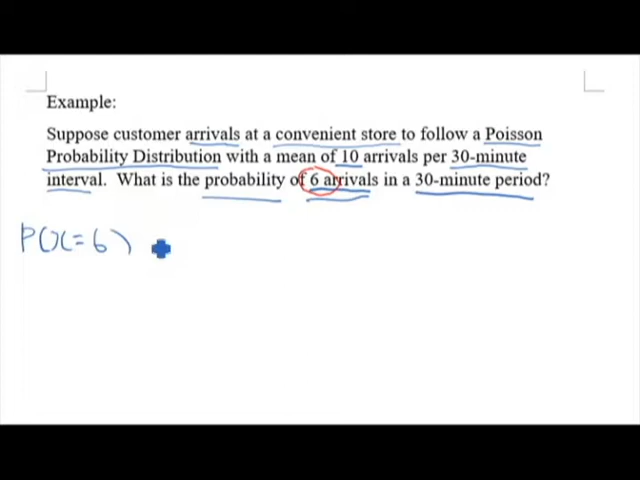 Example:
Suppose customer arrivals at a convenient store to follow a Poisson
Probability Distribution with a mean of 10 arrivals per 30-minute
interval. What is the probability of 6 arrivals in a 30-minute period?
P(x=6)